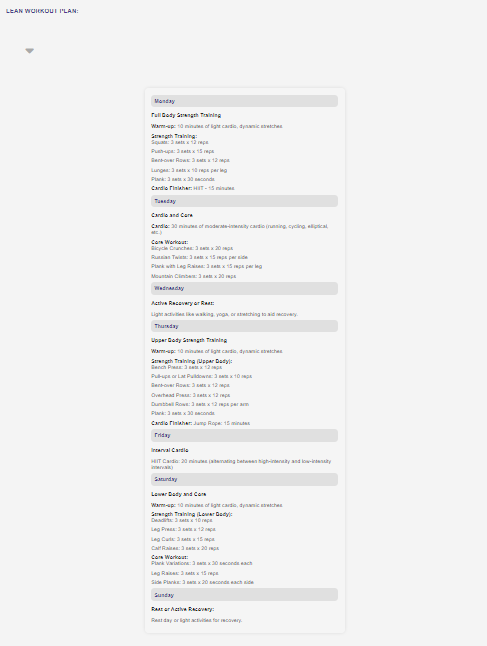 LEAN WORKOUT PLAN:
Monday
Full Body Strength Training
Warm-up: 10 minutes of light cardio, dynamic stretches
Strength Training:
Squats: 3 sets x 12 reps
Push-ups: 3 sets x 15 reps
Bent-over Rows: 3 sets x 12 reps
Lunges: 3 sets x 10 reps per leg
Plank: 3 sets x 30 seconds
Cardio Finisher: HIIT - 15 minutes
Tuesday
Cardio and Core
Cardio: 30 minutes of moderate-intensity cardio (running, cycling, elliptical,
etc.)
Core Workout:
Bicycle Crunches: 3 sets x 20 reps
Russian Twists: 3 sets x 15 reps per side
Plank with Leg Raises: 3 sets x 15 reps per leg
Mountain Climbers: 3 sets x 20 reps
Wednesday
Active Recovery or Rest:
Light activities like walking, yoga, or stretching to aid recovery.
Thursday
Upper Body Strength Training
Warm-up: 10 minutes of light cardio, dynamic stretches
Strength Training (Upper Body):
Bench Press: 3 sets x 12 reps
Pull-ups or Lat Pulldowns: 3 sets x 10 reps
Bent-over Rows: 3 sets x 12 reps
Overhead Press: 3 sets x 12 reps
Dumbbell Rows: 3 sets x 12 reps per arm
Plank: 3 sets x 30 seconds
Cardio Finisher: Jump Rope: 15 minutes
Friday
Interval Cardio
HIIT Cardio: 20 minutes (alternating between high-intensity and low-intensity
intervals)
Saturday
Lower Body and Core
Warm-up: 10 minutes of light cardio, dynamic stretches
Strength Training (Lower Body):
Deadlifts: 3 sets x 10 reps
Leg Press: 3 sets x 12 reps
Leg Curls: 3 sets x 15 reps
Calf Raises: 3 sets x 20 reps
Core Workout:
Plank Variations: 3 sets x 30 seconds each
Leg Raises: 3 sets x 15 reps
Side Planks: 3 sets x 20 seconds each side
Sunday
Rest or Active Recovery:
Rest day or light activities for recovery.